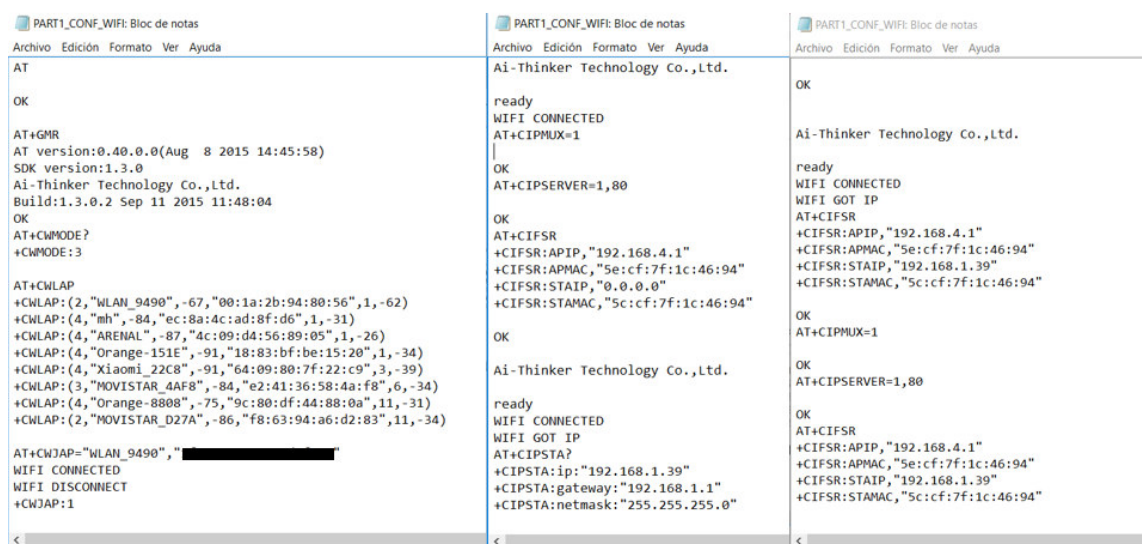 PART1_CONF_WIFI: Bloc de notas
Archivo Edición Formato Ver Ayuda
AT
OK
AT+GMR
AT version:0.40.0.0(Aug  8 2015 14:45:58)
SDK version:1.3.0
Ai-Thinker Technology Co.,Ltd.
Build:1.3.0.2 Sep 11 2015 11:48:04
OK
AT+CWMODE?
+CWMODE:3
AT+CWLAP
+CWLAP:(2,"WLAN_9490",-67,"00:1a:2b:94:80:56",1,-62)
+CWLAP:(4,"mh",-84,"ec:8a:4c:ad:8f:d6",1,-31)
+CWLAP:(4,"ARENAL",-87,"4c:09:d4:56:89:05",1,-26)
+CWLAP:(4,"Orange-151E",-91,"18:83:bf:be:15:20",1,-34)
+CWLAP:(4,"Xiaomi_22C8",-91,"64:09:80:7f:22:c9",3,-39)
+CWLAP:(3,"MOVISTAR_4AF8",-84,"e2:41:36:58:4a:f8",6,-34)
+CWLAP:(4,"Orange-8808",-75,"9c:80:df:44:88:0a",11,-31)
+CWLAP:(2,"MOVISTAR_D27A",-86,"f8:63:94:a6:d2:83",11,-34)
AT+CWJAP="WLAN_9490",""
WIFI CONNECTED
WIFI DISCONNECT
+CWJAP:1
PART1_CONF_WIFI: Bloc de notas
Archivo Edición Formato Ver Ayuda
Ai-Thinker Technology Co.,Ltd.
ready
WIFI CONNECTED
AT+CIPMUX=1
OK
AT+CIPSERVER=1,80
OK
AT+CIFSR
+CIFSR:APIP,"192.168.4.1"
+CIFSR:APMAC,"5e:cf:7f:1c:46:94"
+CIFSR:STAIP,"0.0.0.0"
+CIFSR:STAMAC,"5c:cf:7f:1c:46:94"
OK
Ai-Thinker Technology Co.,Ltd.
ready
WIFI CONNECTED
WIFI GOT IP
AT+CIPSTA?
+CIPSTA:ip:"192.168.1.39"
+CIPSTA:gateway:"192.168.1.1"
+CIPSTA:netmask:"255.255.255.0"
PART1_CONF_WIFI: Bloc de notas
Archivo Edición Formato Ver Ayuda
OK
Ai-Thinker Technology Co.,Ltd.
ready
WIFI CONNECTED
WIFI GOT IP
AT+CIFSR
+CIFSR:APIP,"192.168.4.1"
+CIFSR:APMAC,"5e:cf:7f:1c:46:94"
+CIFSR:STAIP,"192.168.1.39"
+CIFSR:STAMAC,"5c:cf:7f:1c:46:94"
OK
AT+CIPMUX=1
OK
AT+CIPSERVER=1,80
OK
AT+CIFSR
+CIFSR:APIP,"192.168.4.1"
+CIFSR:APMAC,"5e:cf:7f:1c:46:94"
+CIFSR:STAIP,"192.168.1.39"
+CIFSR:STAMAC,"5c:cf:7f:1c:46:94"